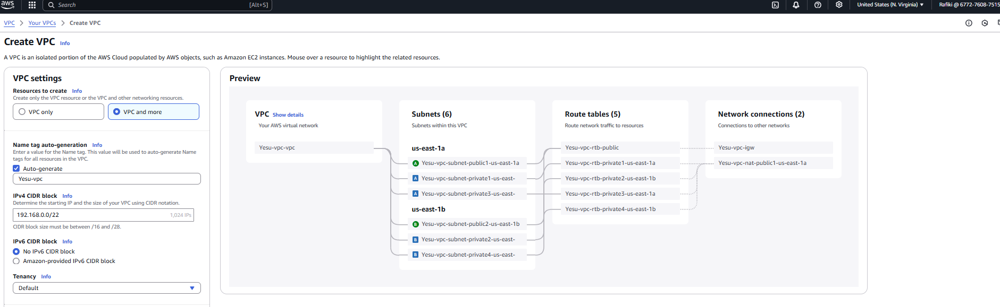 aws
Search
[Alt+S]
United States (N. Virginia)
Rafiki @ 6772-7608-7515
VPC
Your VPCs
Create VPC
Create VPC Info
A VPC is an isolated portion of the AWS Cloud populated by AWS objects, such as Amazon EC2 instances. Mouse over a resource to highlight the related resources.
VPC settings
Resources to create Info
Create only the VPC resource or the VPC and other networking resources.
VPC only
VPC and more
Name tag auto-generation Info
Enter a value for the Name tag. This value will be used to auto-generate Name
tags for all resources in the VPC.
Auto-generate
Yesu-vpc
IPv4 CIDR block Info
Determine the starting IP and the size of your VPC using CIDR notation.
192.168.0.0/22
1,024 IPs
CIDR block size must be between /16 and /28.
IPv6 CIDR block Info
No IPv6 CIDR block
Amazon-provided IPv6 CIDR block
Tenancy Info
Default
Preview
VPC Show details
Your AWS virtual network
Yesu-vpc-vpc
Subnets (6)
Subnets within this VPC
us-east-1a
A Yesu-vpc-subnet-public1-us-east-1a
A Yesu-vpc-subnet-private1-us-east-
A Yesu-vpc-subnet-private3-us-east-
us-east-1b
B Yesu-vpc-subnet-public2-us-east-1b
B Yesu-vpc-subnet-private2-us-east-
B Yesu-vpc-subnet-private4-us-east-
Route tables (5)
Route network traffic to resources
Yesu-vpc-rtb-public
Yesu-vpc-rtb-private1-us-east-1a
Yesu-vpc-rtb-private2-us-east-1b
Yesu-vpc-rtb-private3-us-east-1a
Yesu-vpc-rtb-private4-us-east-1b
Network connections (2)
Connections to other networks
Yesu-vpc-igw
Yesu-vpc-nat-public1-us-east-1a